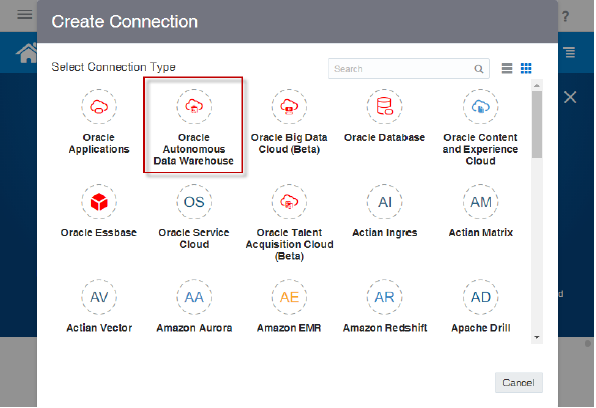 Create Connection
?
Select Connection Type
Search
Oracle
Applications
Oracle
Autonomous
Data Warehouse
Oracle Big Data
Cloud (Beta)
Oracle Database
Oracle Content
and Experience
Cloud
Oracle Essbase
OS
Oracle Service
Cloud
Oracle Talent
Acquisition Cloud
(Beta)
AI
Actian Ingres
AM
Actian Matrix
AV
Actian Vector
AA
Amazon Aurora
AE
Amazon EMR
AR
Amazon Redshift
AD
Apache Drill
d
Cancel